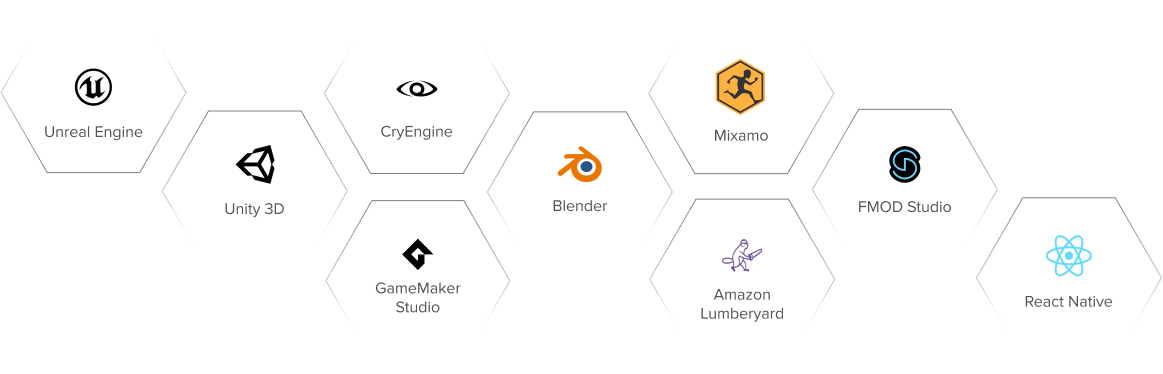 Unreal Engine
Unity 3D
CryEngine
GameMaker
Studio
Blender
Mixamo
Amazon
Lumberyard
FMOD Studio
React Native